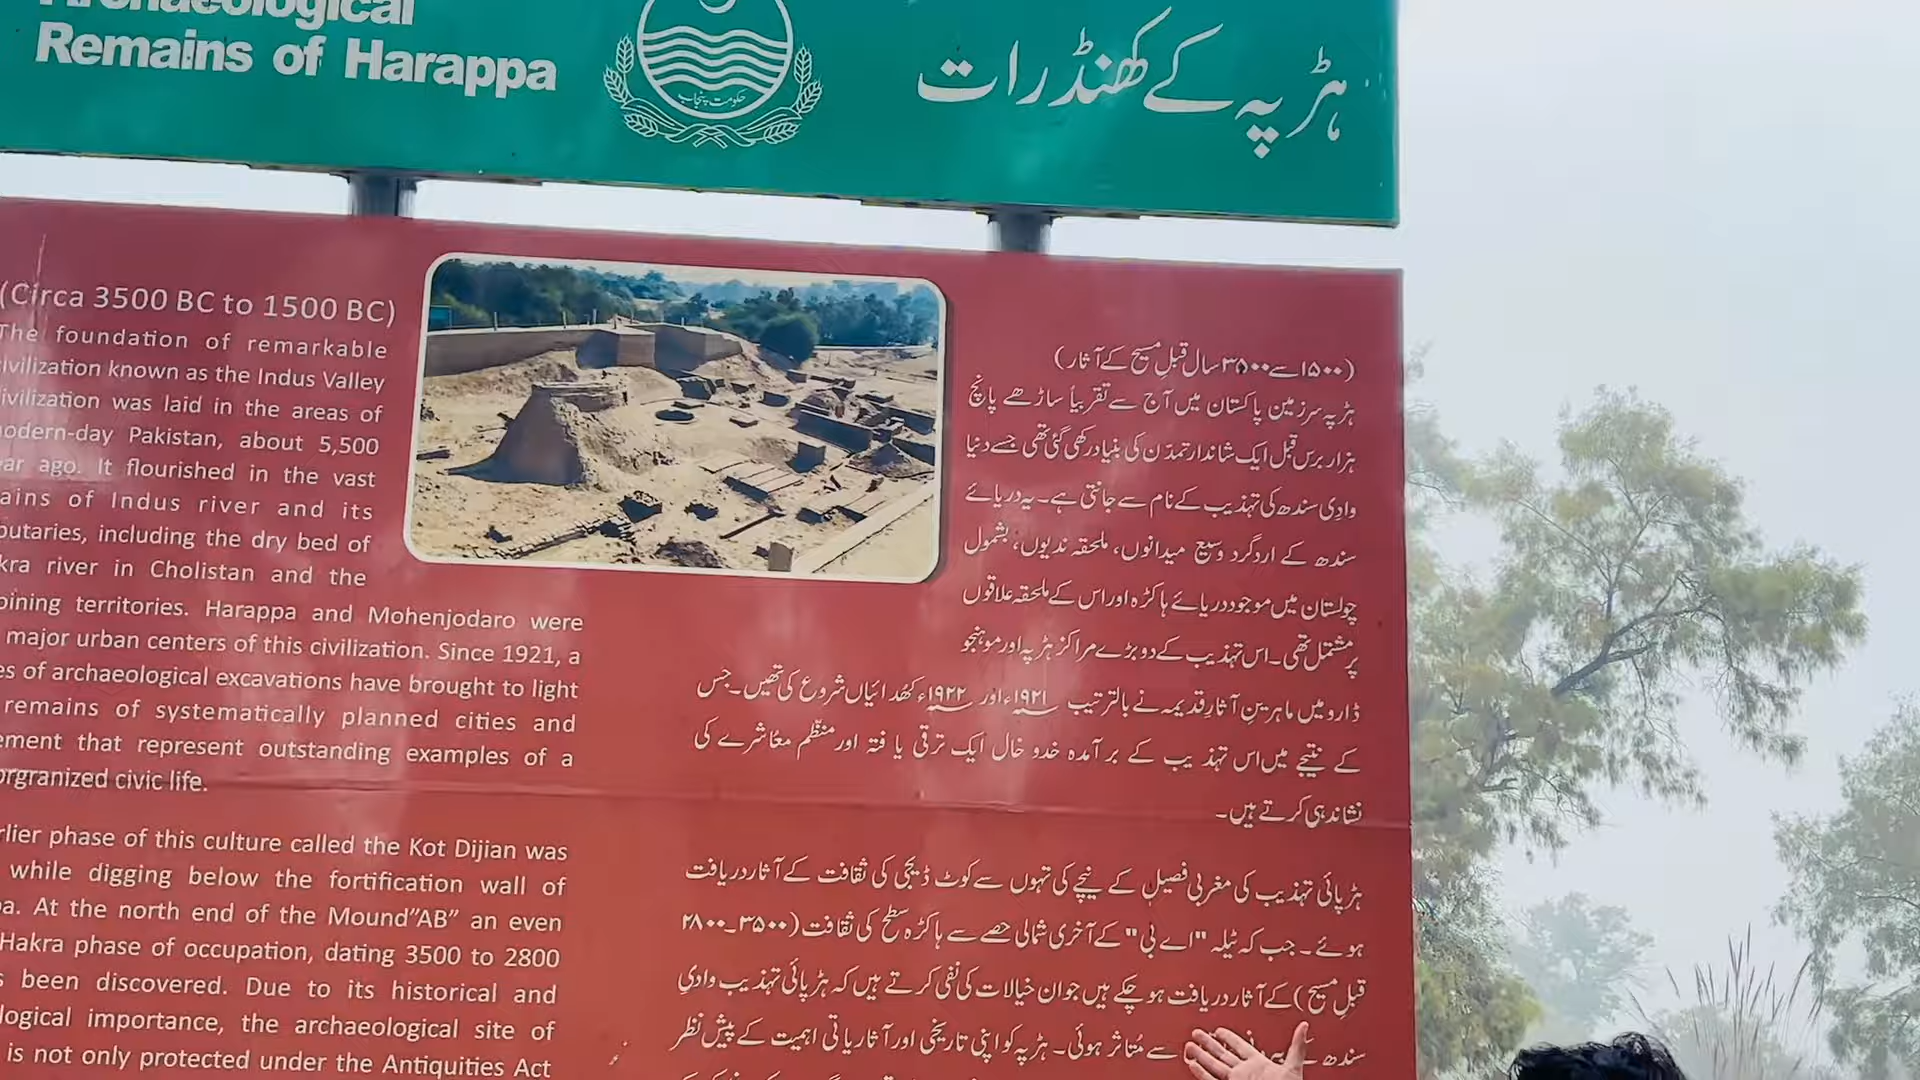 Archaeological
Remains of Harappa
حکومت پنجاب
ہڑپہ کے کھنڈرات
(Circa 3500 BC to 1500 BC)
The foundation of remarkable
civilization known as the Indus Valley
civilization was laid in the areas of
modern-day Pakistan, about 5,500
ear ago. It flourished in the vast
ains of Indus river and its
butaries, including the dry bed of
kra river in Cholistan and the
oining territories. Harappa and Mohenjodaro were
major urban centers of this civilization. Since 1921, a
es of archaeological excavations have brought to light
remains of systematically planned cities and
ement that represent outstanding examples of a
orgranized civic life.
rlier phase of this culture called the Kot Dijian was
while digging below the fortification wall of
pa. At the north end of the Mound"AB" an even
Hakra phase of occupation, dating 3500 to 2800
s been discovered. Due to its historical and
logical importance, the archaeological site of
is not only protected under the Antiquities Act
(۱۵۰۰ سے ۳۵۰۰ سال قبل مسیح کے آثار)
ہڑپہ سرزمین پاکستان میں آج سے تقریباً ساڑھے پانچ
ہزار برس قبل ایک شاندار تمدّن کی بنیاد رکھی گئی تھی جسے دنیا
وادِی سندھ کی تہذیب کے نام سے جانتی ہے۔ یہ دریائے
سندھ کے اردگرد وسیع میدانوں، ملحقہ ندیوں، بشمول
چولستان میں موجود دریائے ہاکڑہ اور اس کے ملحقہ علاقوں
پر مشتمل تھی۔ اس تہذیب کے دو بڑے مراکز ہڑپہ اور موہنجو
ڈارو میں ماہرینِ آثارِ قدیمہ نے بالترتیب ۱۹۲۱ء اور ۱۹۲۲ء کھُدائیاں شروع کی تھیں۔ جس
کے نتیجے میں اس تہذیب کے برآمدہ خدوخال ایک ترقی یافتہ اور منظّم معاشرے کی
نشاندہی کرتے ہیں۔
ہڑپائی تہذیب کی مغربی فصیل کے نیچے کی تہوں سے کوٹ ڈیجی کی ثقافت کے آثار دریافت
ہوئے۔ جب کہ ٹیلہ "اے بی" کے آخری شمالی حصے سے ہاکڑہ سطح کی ثقافت (۳۵۰۰۔۲۸۰۰
قبل مسیح) کے آثار دریافت ہو چکے ہیں جو ان خیالات کی نفی کرتے ہیں کہ ہڑپائی تہذیب وادیِ
سندھ سے مُتاثر ہوئی۔ ہڑپہ کو اپنی تاریخی اور آثاریاتی اہمیت کے پیش نظر